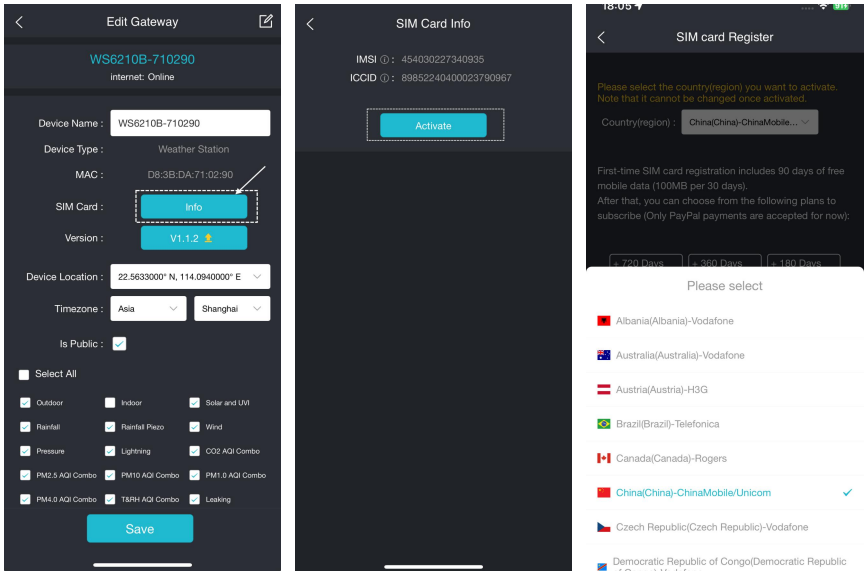 Edit Gateway
WS6210B-710290
internet: Online
Device Name : WS6210B-710290
Device Type : Weather Station
MAC : D8:3B:DA:71:02:90
SIM Card : Info
Version : V1.1.2
Device Location : 22.5633000° N, 114.0940000° E
Timezone : Asia Shanghai
Is Public :
Select All
Outdoor Indoor Solar and UVI
Rainfall Rainfall Piezo Wind
Pressure Lightning CO2 AQI Combo
PM2.5 AQI Combo PM10 AQI Combo PM1.0 AQI Combo
PM4.0 AQI Combo T&RH AQI Combo Leaking
Save
SIM Card Info
IMSI ⓘ : 454030227340935
ICCID ⓘ : 89852240400023790967
Activate
18:05
91+
SIM card Register
Please select the country(region) you want to activate.
Note that it cannot be changed once activated.
Country(region) : China(China)-ChinaMobile...
First-time SIM card registration includes 90 days of free
mobile data (100MB per 30 days).
After that, you can choose from the following plans to
subscribe (Only PayPal payments are accepted for now):
+ 720 Days + 360 Days + 180 Days
Please select
Albania(Albania)-Vodafone
Australia(Australia)-Vodafone
Austria(Austria)-H3G
Brazil(Brazil)-Telefonica
Canada(Canada)-Rogers
China(China)-ChinaMobile/Unicom
Czech Republic(Czech Republic)-Vodafone
Democratic Republic of Congo(Democratic Republic